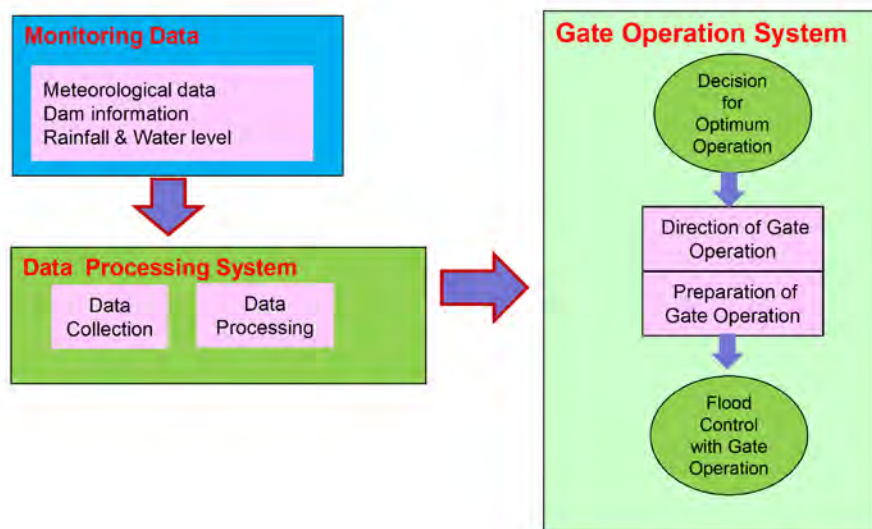 Monitoring Data
Meteorological data
Dam information
Rainfall & Water level
Data Processing System
Data
Collection
Data
Processing
Gate Operation System
Decision
for
Optimum
Operation
Direction of Gate
Operation
Preparation of
Gate Operation
Flood
Control
with Gate
Operation